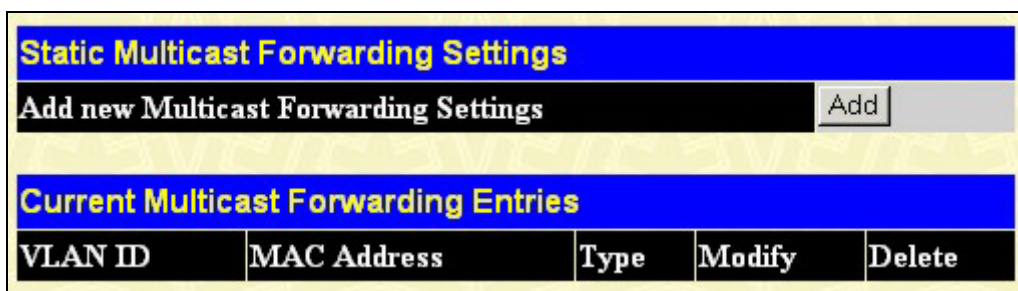 Static Multicast Forwarding Settings
Add new Multicast Forwarding Settings Add
Current Multicast Forwarding Entries
VLAN ID MAC Address Type Modify Delete